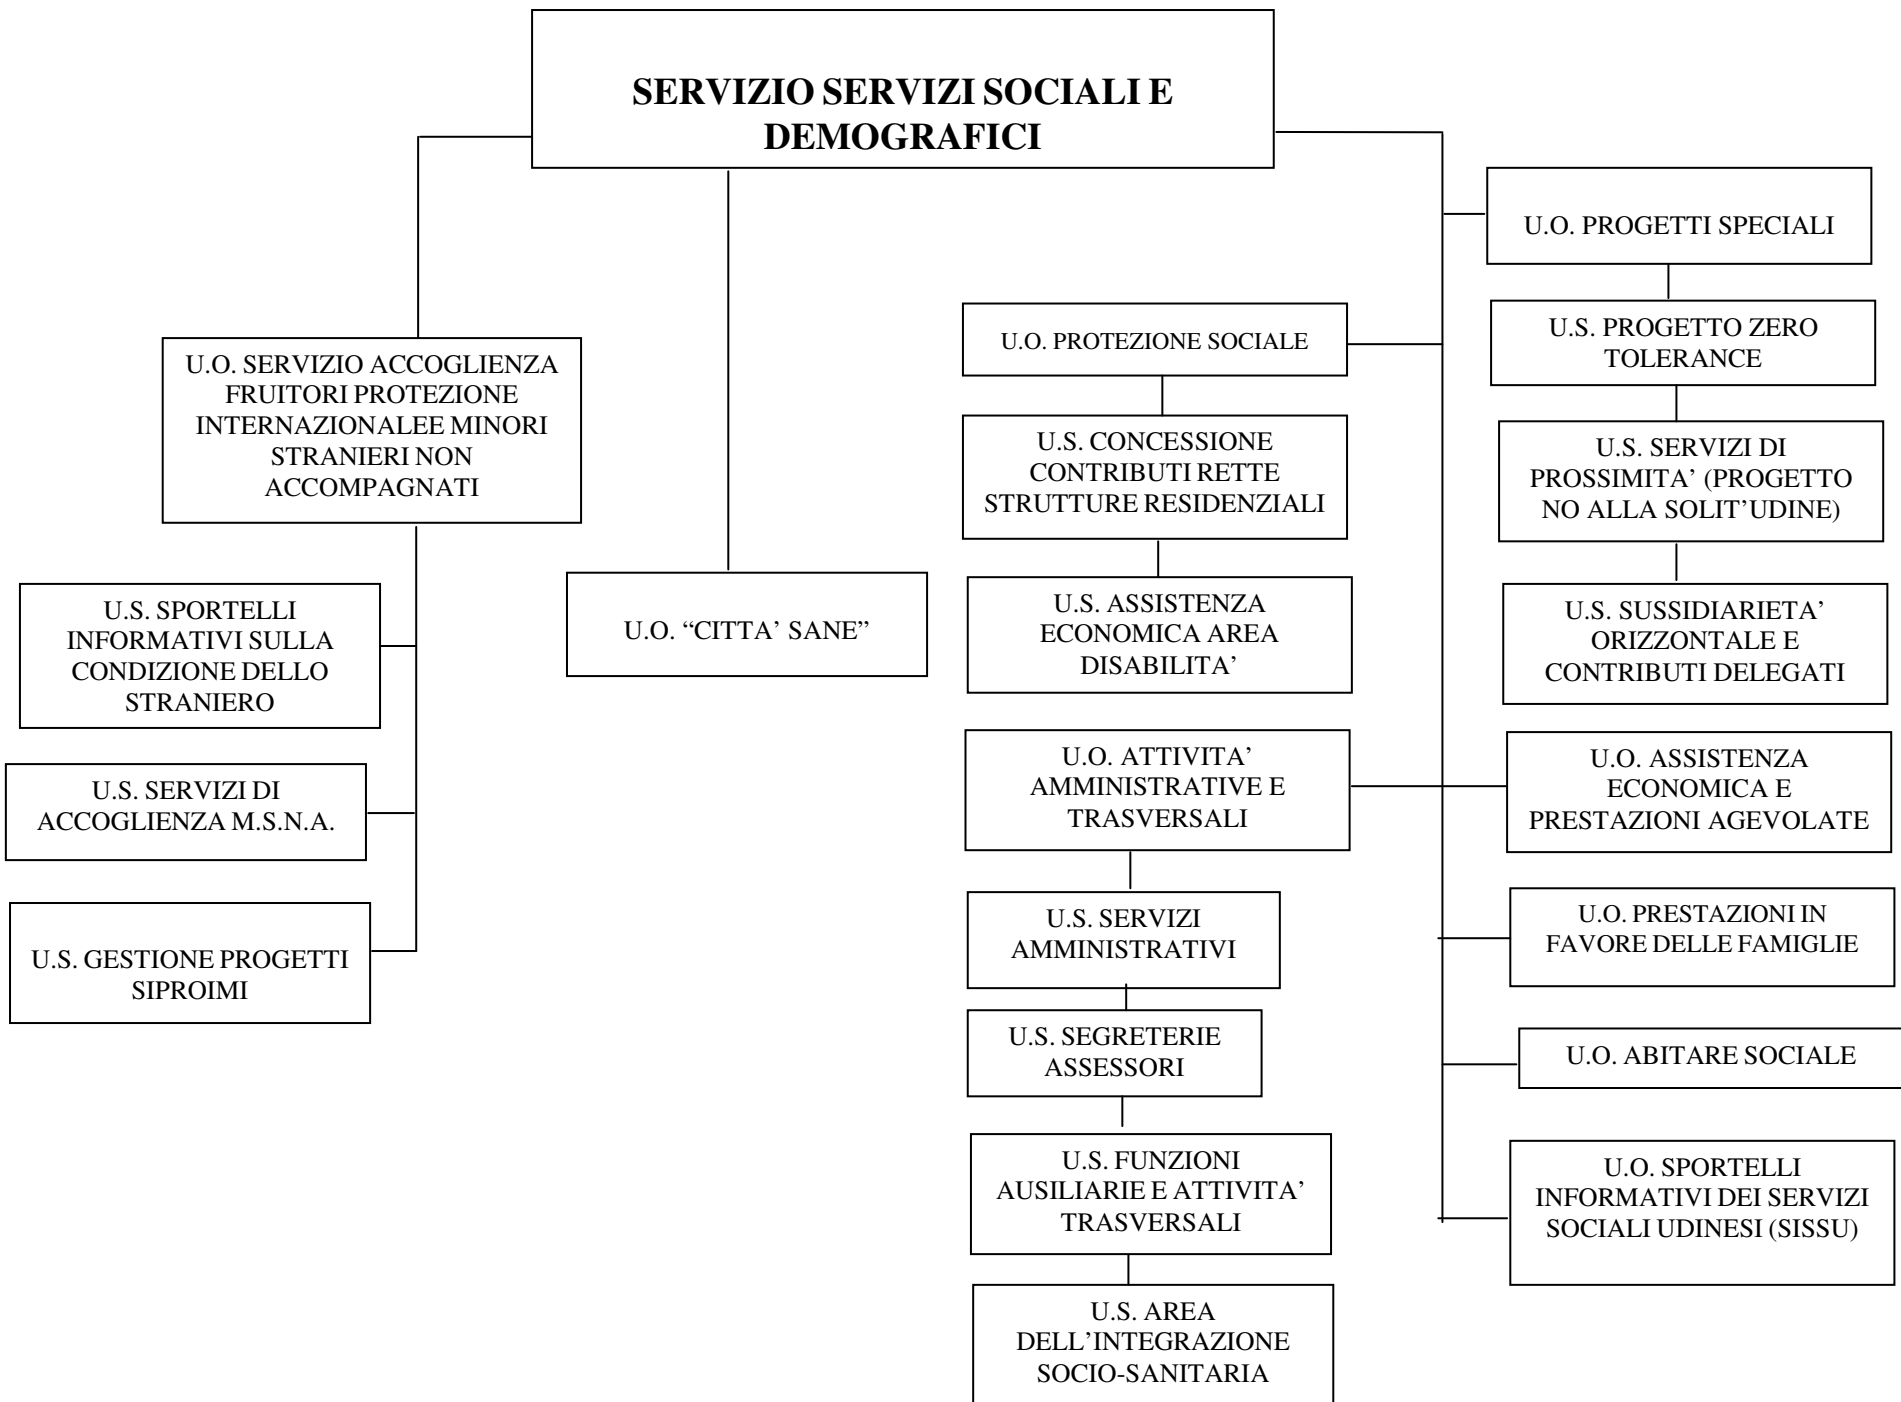 SERVIZIO SERVIZI SOCIALI E
DEMOGRAFICI
U.O. SERVIZIO ACCOGLIENZA
FRUITORI PROTEZIONE
INTERNAZIONALEE MINORI
STRANIERI NON
ACCOMPAGNATI
U.S. SPORTELLI
INFORMATIVI SULLA
CONDIZIONE DELLO
STRANIERO
U.S. SERVIZI DI
ACCOGLIENZA M.S.N.A.
U.S. GESTIONE PROGETTI
SIPROIMI
U.O. “CITTA’ SANE”
U.O. PROTEZIONE SOCIALE
U.S. CONCESSIONE
CONTRIBUTI RETTE
STRUTTURE RESIDENZIALI
U.S. ASSISTENZA
ECONOMICA AREA
DISABILITA’
U.O. ATTIVITA’
AMMINISTRATIVE E
TRASVERSALI
U.S. SERVIZI
AMMINISTRATIVI
U.S. SEGRETERIE
ASSESSORI
U.S. FUNZIONI
AUSILIARIE E ATTIVITA’
TRASVERSALI
U.S. AREA
DELL’INTEGRAZIONE
SOCIO-SANITARIA
U.O. PROGETTI SPECIALI
U.S. PROGETTO ZERO
TOLERANCE
U.S. SERVIZI DI
PROSSIMITA’ (PROGETTO
NO ALLA SOLIT’UDINE)
U.S. SUSSIDIARIETA’
ORIZZONTALE E
CONTRIBUTI DELEGATI
U.O. ASSISTENZA
ECONOMICA E
PRESTAZIONI AGEVOLATE
U.O. PRESTAZIONI IN
FAVORE DELLE FAMIGLIE
U.O. ABITARE SOCIALE
U.O. SPORTELLI
INFORMATIVI DEI SERVIZI
SOCIALI UDINESI (SISSU)